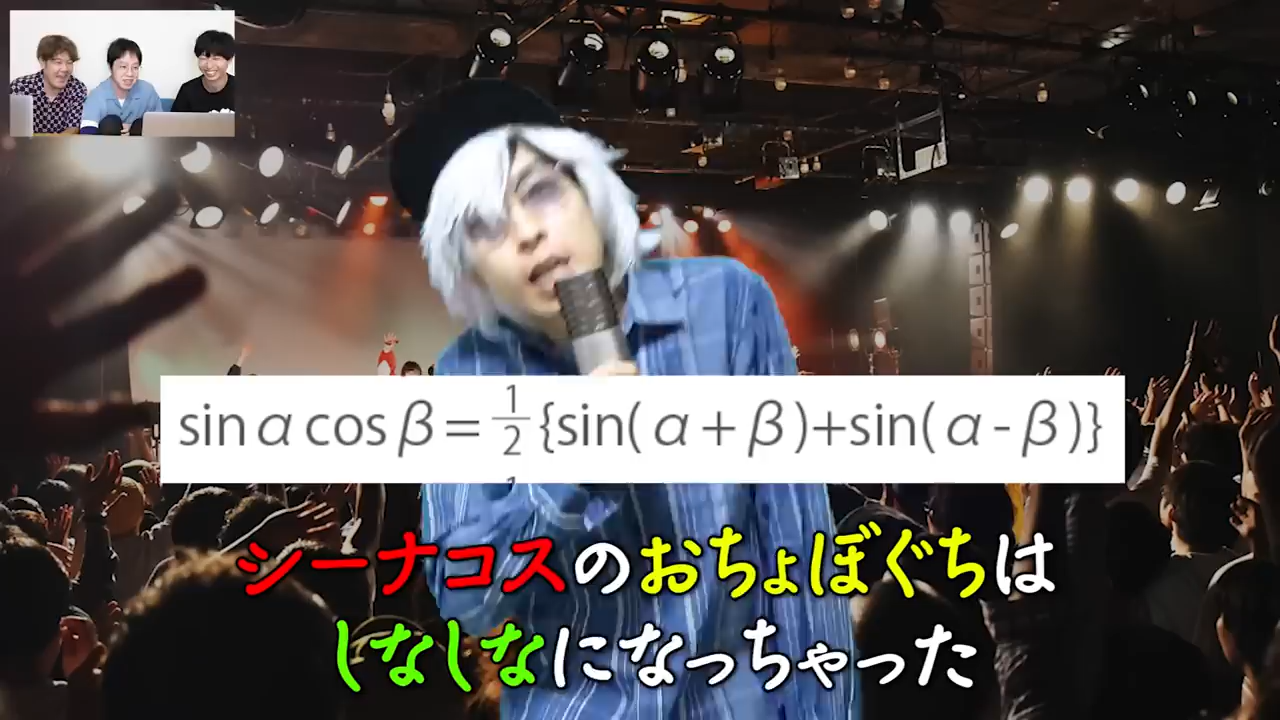 sin α cos β = 1/2 {sin( α + β )+sin( α - β )}
シーナコスのおちょぼぐちは
しなしなになっちゃった